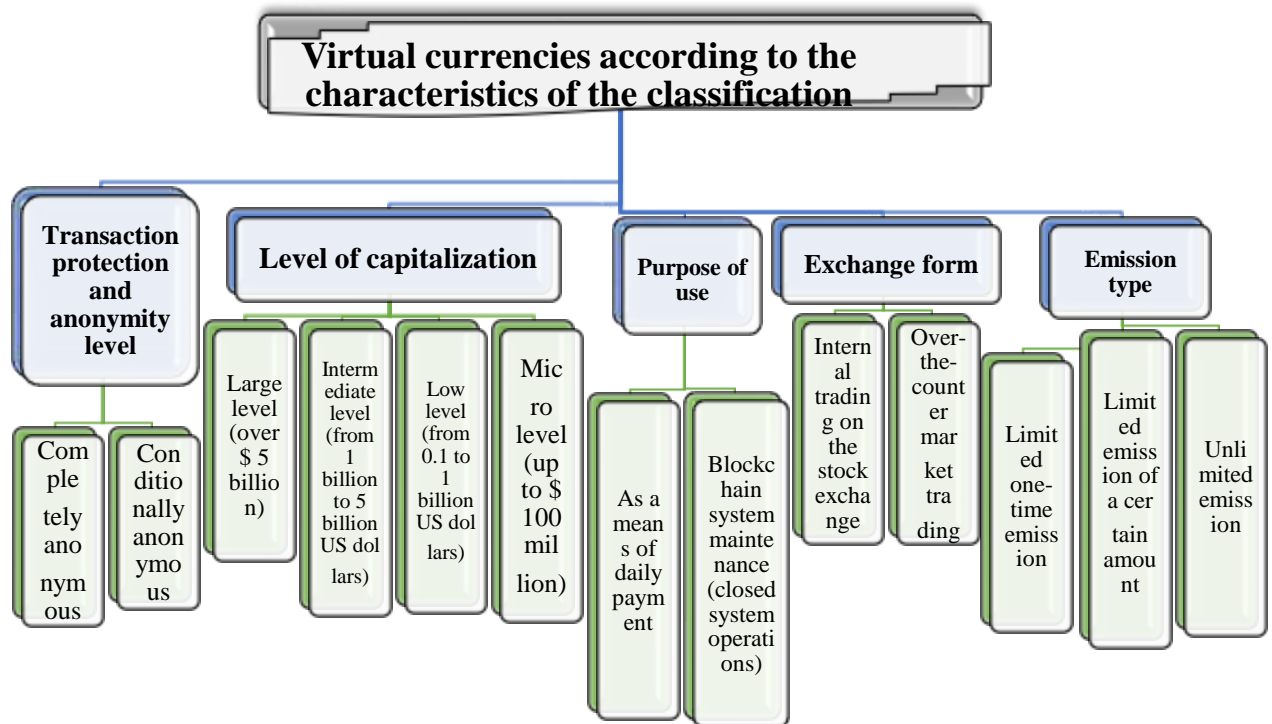 Virtual currencies according to the
characteristics of the classification
Transaction
protection
and
anonymity
level
Com
ple
tely ano
nym
ous
Con
ditio
nally anon
ymo
us
Level of capitalization
Large
level
(over
$ 5
billio
n)
Interm
ediate
level
(from
1
billion
to 5
billion
US dol
lars)
Low
level
(from
0.1 to
1
billion
US dol
lars)
Mic
ro
level
(up
to $
100
mil
lion)
Purpose of
use
As a
mean
s of
daily
paym
ent
Blockc
hain
system
mainte
nance
(closed
system
operati
ons)
Exchange form
Intern
al
tradin
g on
the
stock
excha
nge
Over-
the-
count
er
mar
ket
tra
ding
Emission
type
Limit
ed
one-
time
emiss
ion
Limit
ed
emiss
ion of
a cer
tain
amou
nt
Unli
mited
emiss
ion